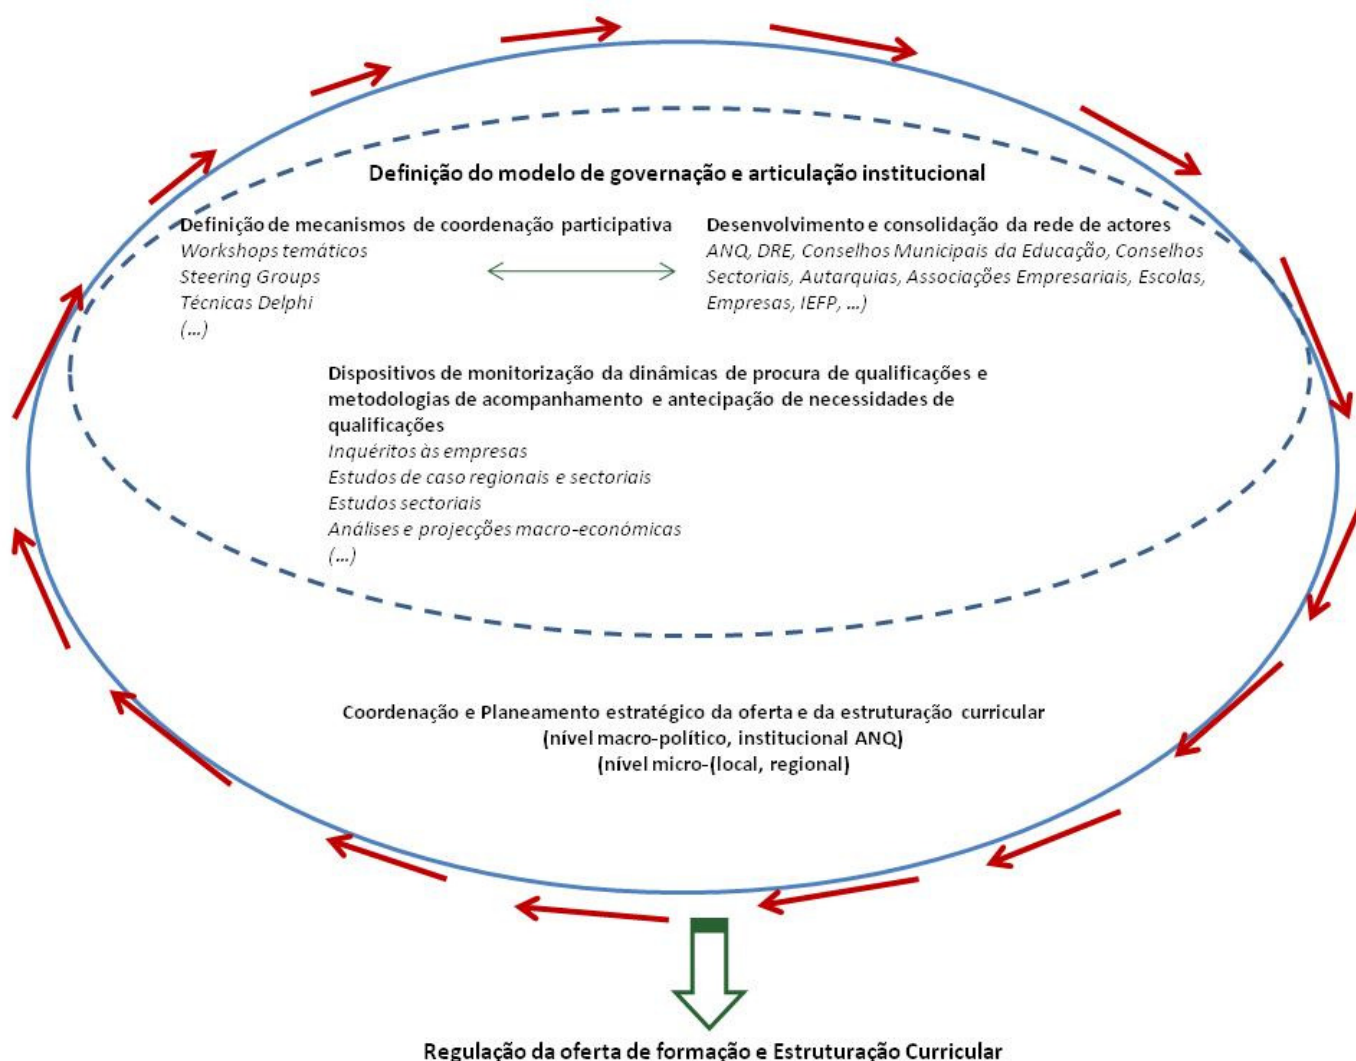 Definição do modelo de governação e articulação institucional
Definição de mecanismos de coordenação participativa
Workshops temáticos
Steering Groups
Técnicas Delphi
(...)
Desenvolvimento e consolidação da rede de actores
ANQ, DRE, Conselhos Municipais da Educação, Conselhos
Sectoriais, Autarquias, Associações Empresariais, Escolas,
Empresas, IEFP, ...)
Dispositivos de monitorização da dinâmicas de procura de qualificações e
metodologias de acompanhamento e antecipação de necessidades de
qualificações
Inquéritos às empresas
Estudos de caso regionais e sectoriais
Estudos sectoriais
Análises e projecções macro-económicas
(...)
Coordenação e Planeamento estratégico da oferta e da estruturação curricular
(nível macro-político, institucional ANQ)
(nível micro-(local, regional)
Regulação da oferta de formação e Estruturação Curricular